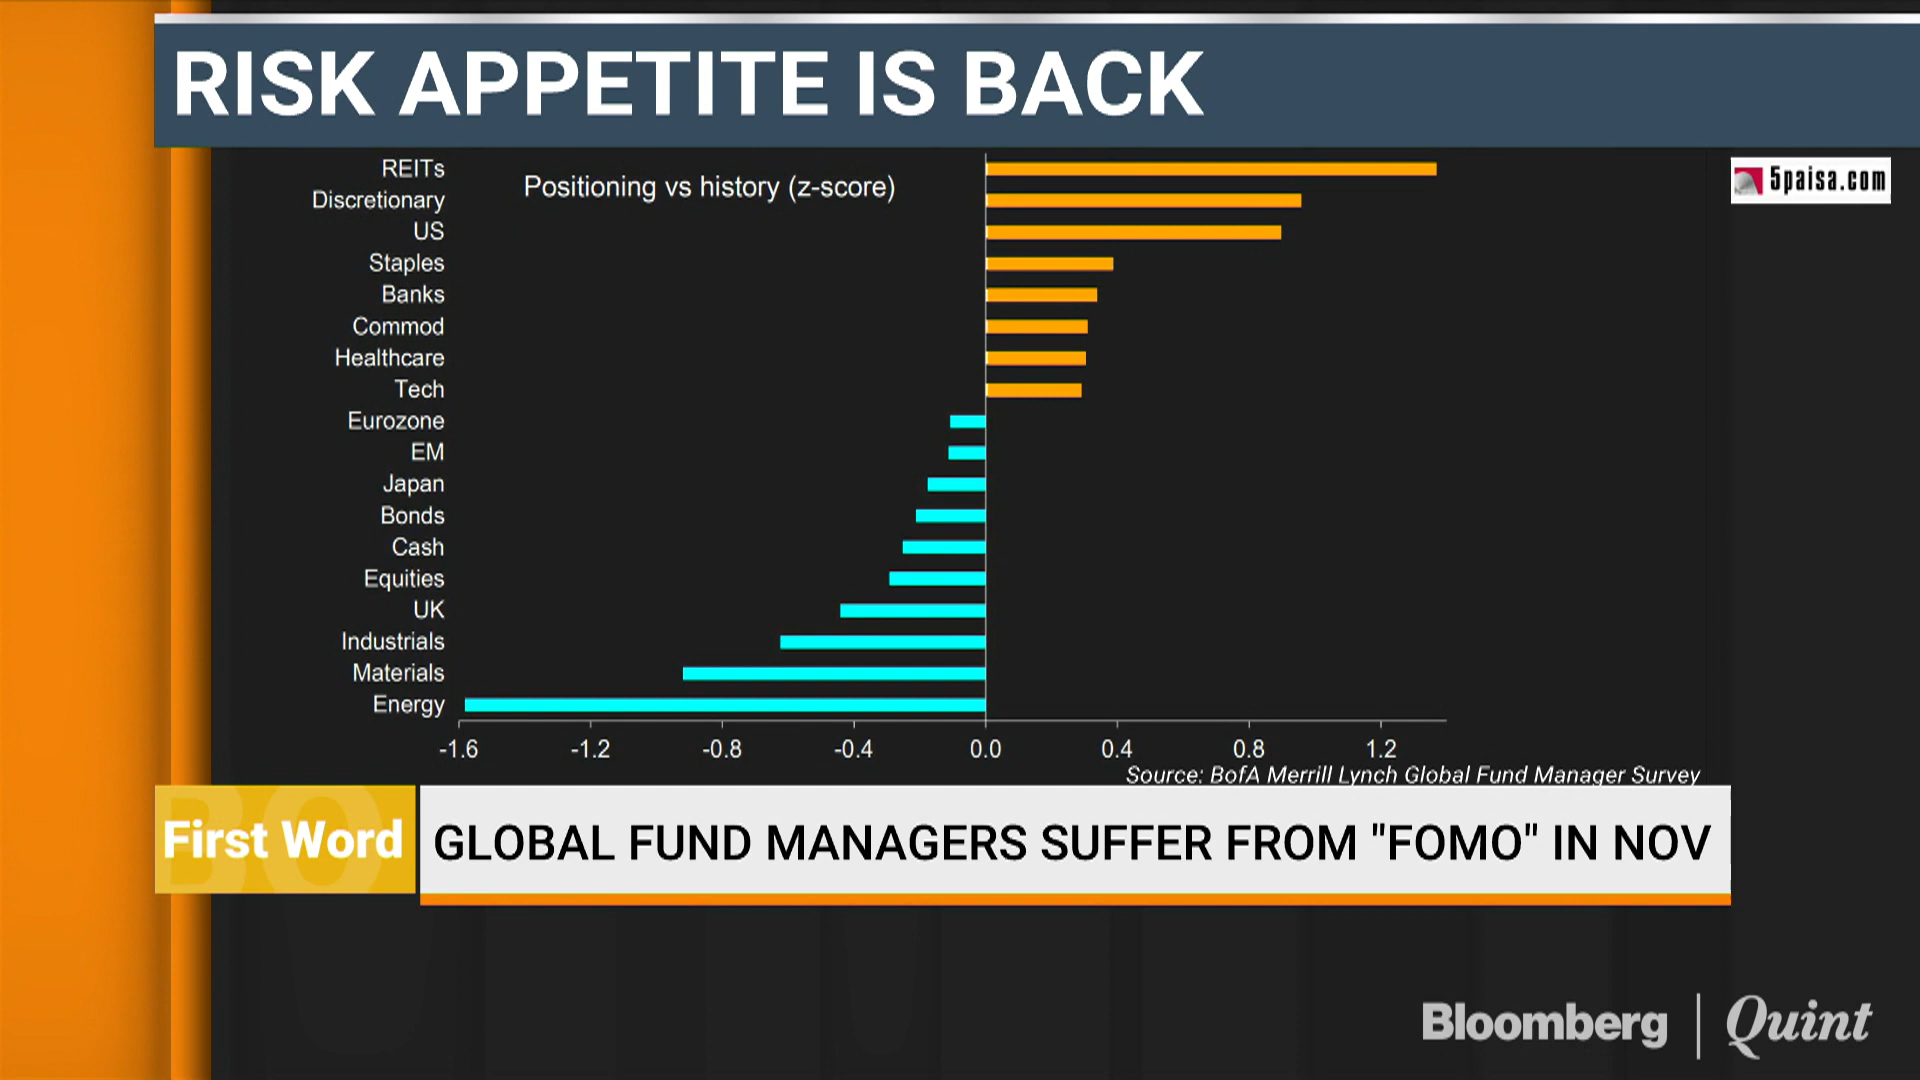 RISK APPETITE IS BACK
5paisa.com
Positioning vs history (z-score)
REITs
Discretionary
US
Staples
Banks
Commod
Healthcare
Tech
Eurozone
EM
Japan
Bonds
Cash
Equities
UK
Industrials
Materials
Energy
-1.6 -1.2 -0.8 -0.4 0.0 0.4 0.8 1.2
Source: BofA Merrill Lynch Global Fund Manager Survey
First Word
GLOBAL FUND MANAGERS SUFFER FROM "FOMO" IN NOV
Bloomberg | Quint